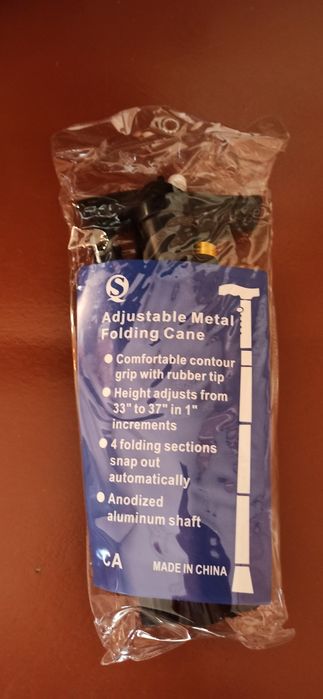 QS
Adjustable Metal
Folding Cane
Comfortable contour
grip with rubber tip
Height adjusts from
33" to 37" in 1"
increments
4 folding sections
snap out
automatically
Anodized
aluminum shaft
CA
MADE IN CHINA